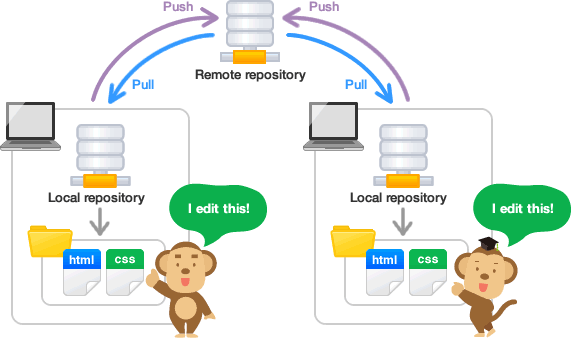 Push
Push
Remote repository
Pull
Pull
Local repository
Local repository
I edit this!
I edit this!
html
css
html
css